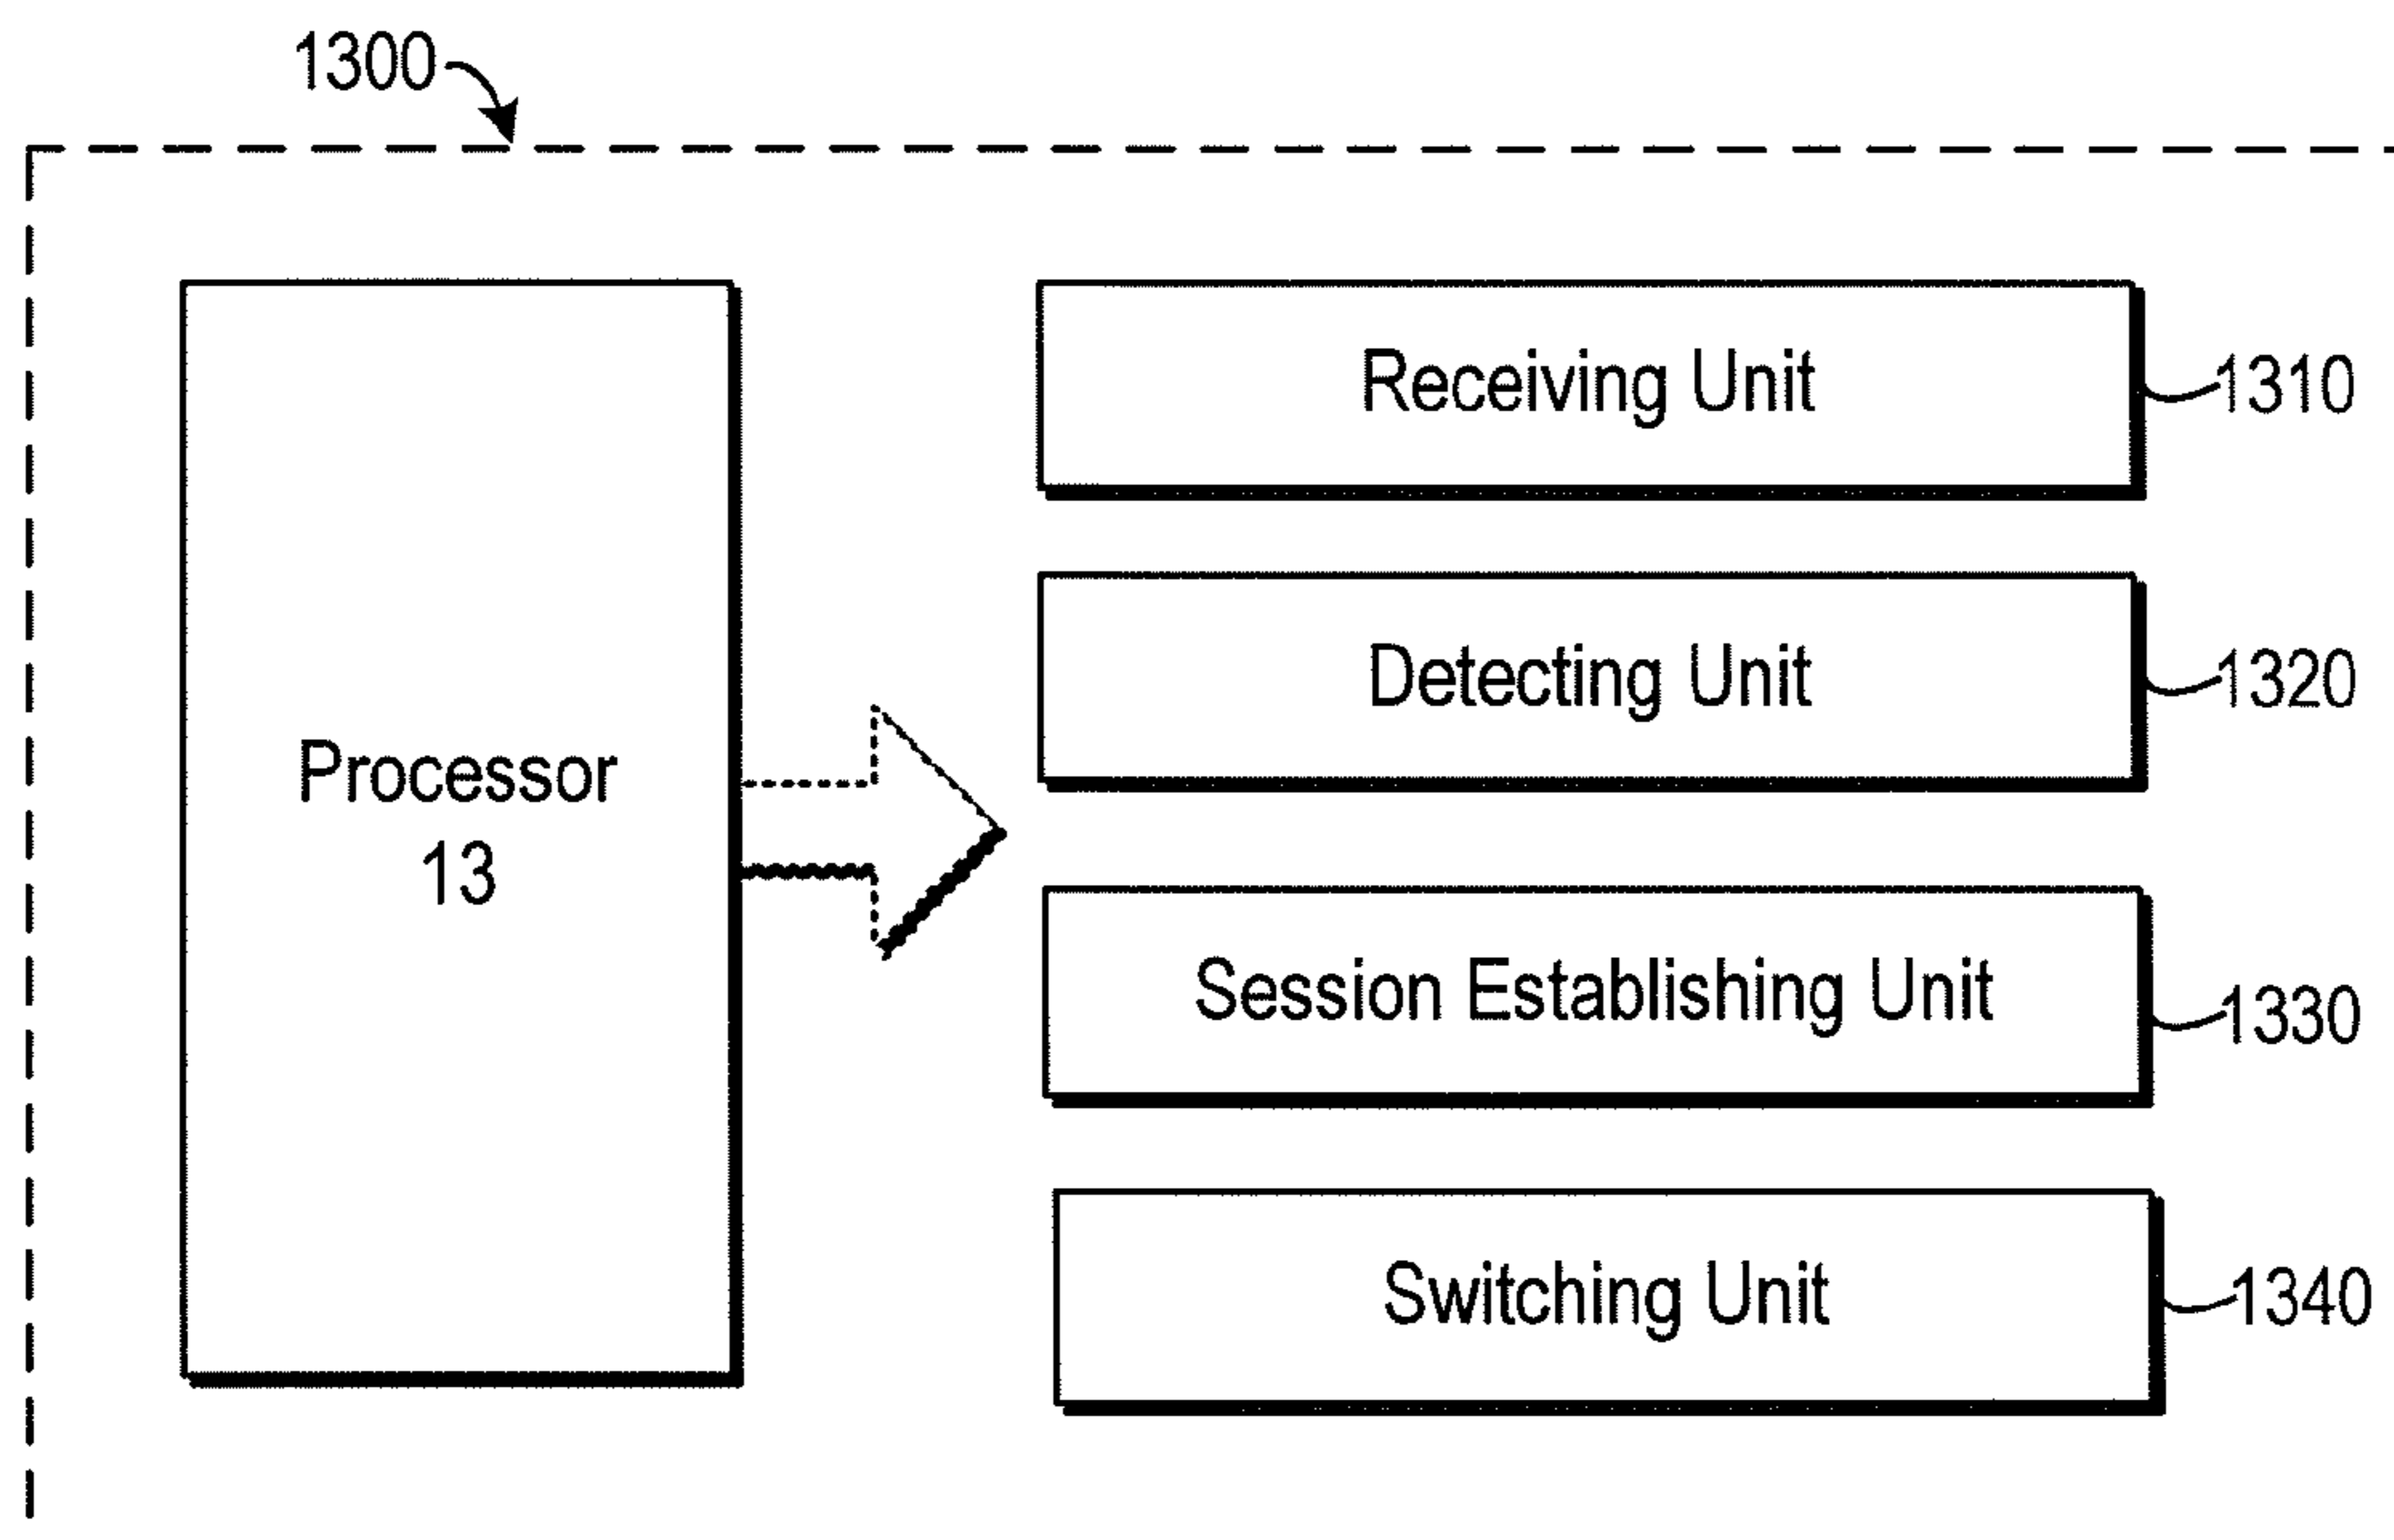 1300
Receiving Unit
1310
Detecting Unit
1320
Processor
13
Session Establishing Unit
1330
Switching Unit
1340